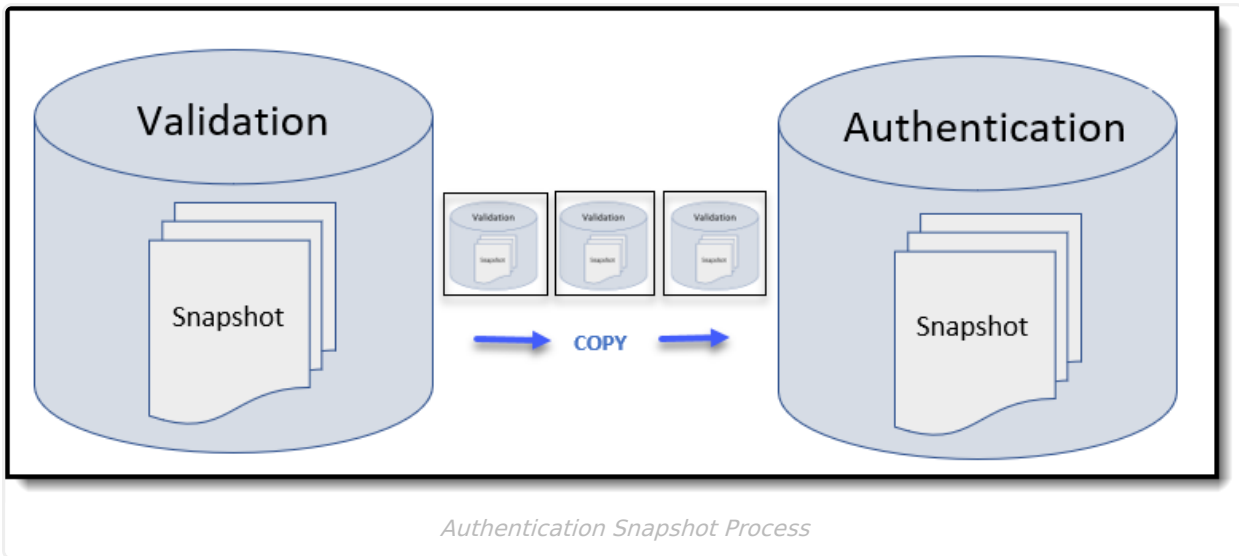 Validation
Authentication
Validation
Validation
Validation
Snapshot
Snapshot
Snapshot
Snapshot
Snapshot
COPY
Authentication Snapshot Process